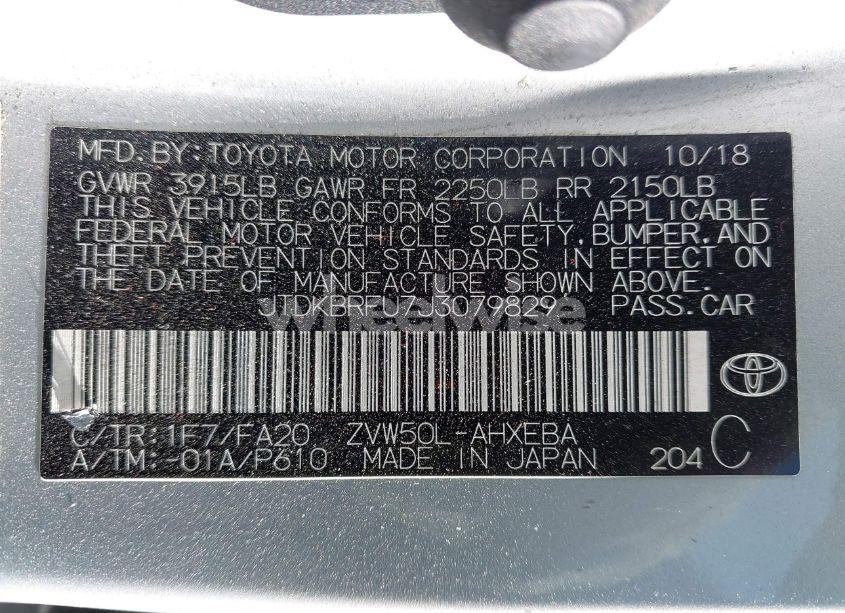 MFD.BY:TOYOTA MOTOR CORPORATION 10/18
GVWR 3915LB GAWR FR 2250LB RR 2150LB
THIS VEHICLE CONFORMS TO ALL APPLICABLE
FEDERAL MOTOR VEHICLE SAFETY,BUMPER,AND
THEFT PREVENTION STANDARDS IN EFFECT ON
THE DATE OF MANUFACTURE SHOWN ABOVE.
JTDKBRFU7J3079829 PASS.CAR
wheelwise
C/TR:1F7/FA20 ZVW50L-AHXEBA
A/TM:-01A/P610 MADE IN JAPAN 204 C